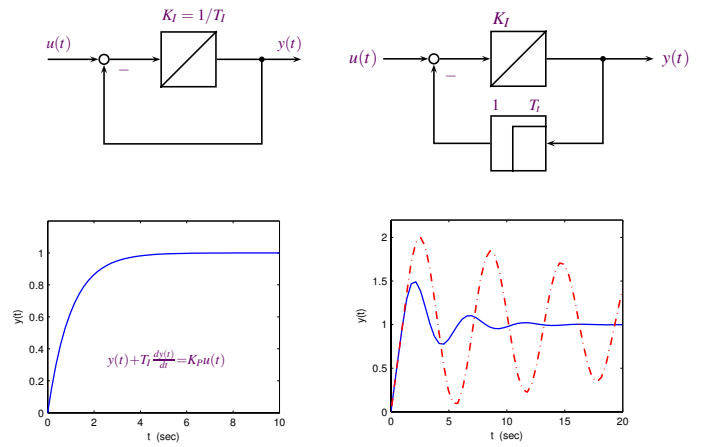 K_I = 1/T_I
u(t)
y(t)
−
K_I
u(t)
y(t)
−
1
T_t
1
0.8
0.6
0.4
0.2
0
y(t)
y(t)+T_I dy(t)/dt=K_P u(t)
0 2 4 6 8 10
t (sec)
2
1.5
1
0.5
0
y(t)
0 5 10 15 20
t (sec)